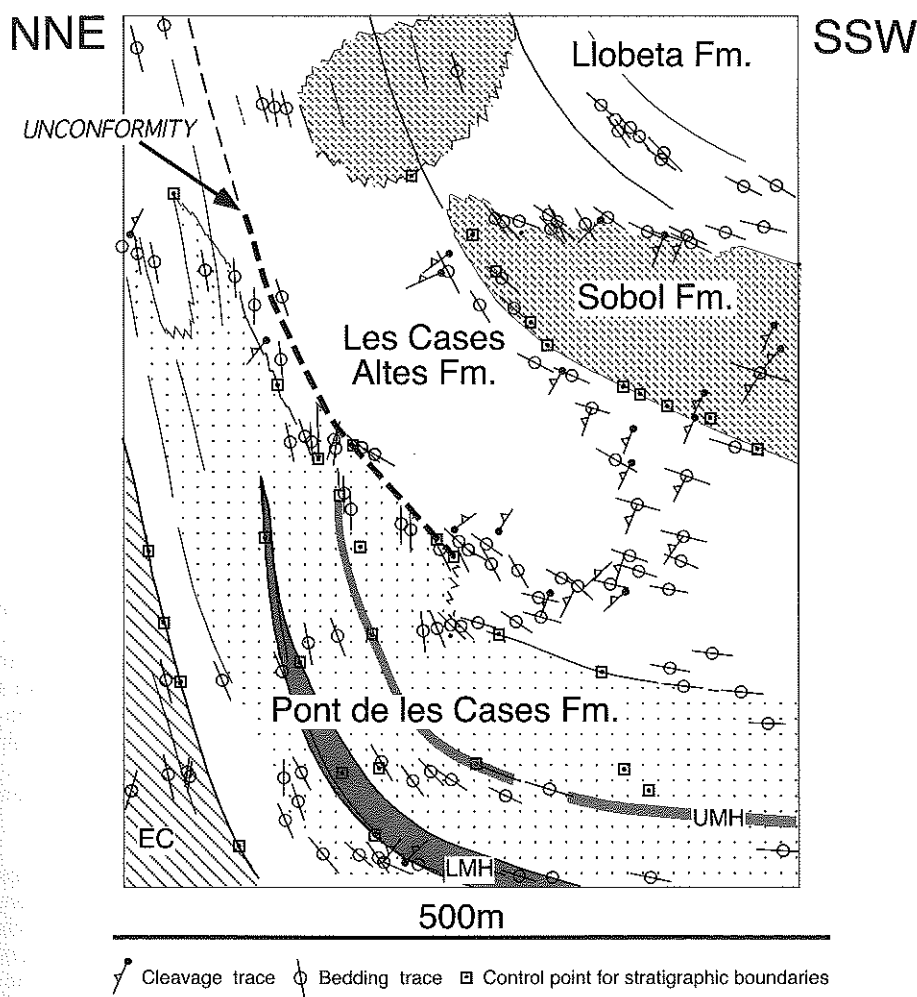 NNE
SSW
Llobeta Fm.
UNCONFORMITY
Sobol Fm.
Les Cases
Altes Fm.
Pont de les Cases Fm.
UMH
EC
LMH
500m
Cleavage trace
Bedding trace
Control point for stratigraphic boundaries